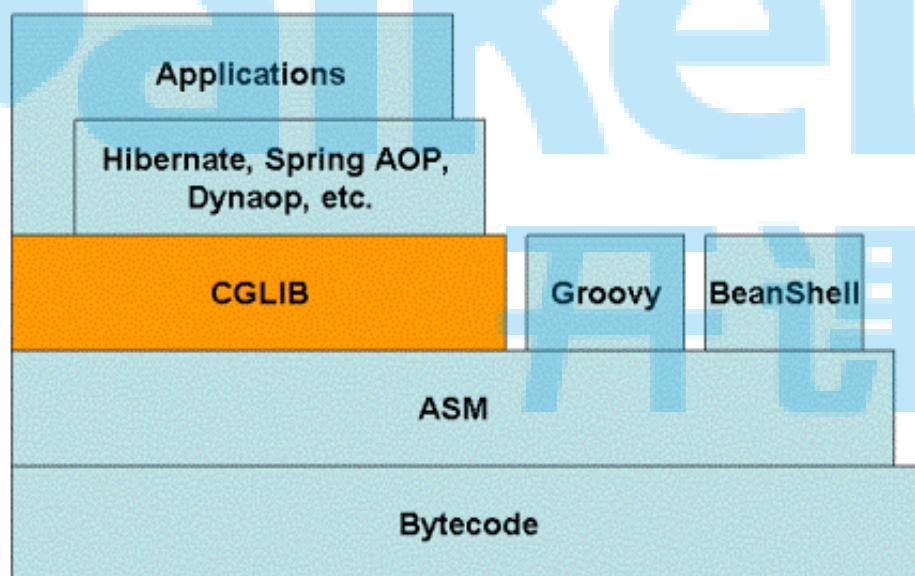 Applications
Hibernate, Spring AOP,
Dynaop, etc.
CGLIB
Groovy
BeanShell
ASM
Bytecode